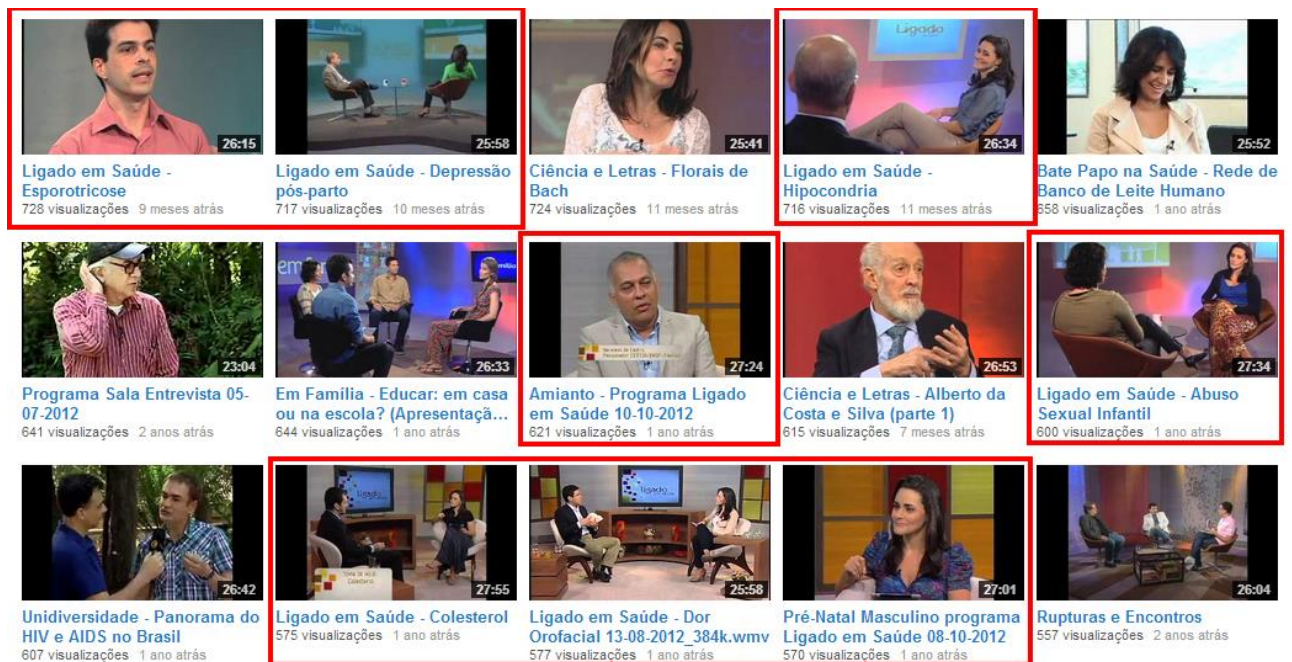 Ligado
26:15
25:58
25:41
26:34
25:52
Ligado em Saúde -
Esporotricose
728 visualizações 9 meses atrás
Ligado em Saúde - Depressão
pós-parto
717 visualizações 10 meses atrás
Ciência e Letras - Florais de
Bach
724 visualizações 11 meses atrás
Ligado em Saúde -
Hipocondria
716 visualizações 11 meses atrás
Bate Papo na Saúde - Rede de
Banco de Leite Humano
658 visualizações 1 ano atrás
em
23:04
26:33
27:24
26:53
27:34
Programa Sala Entrevista 05-
07-2012
641 visualizações 2 anos atrás
Em Família - Educar: em casa
ou na escola? (Apresentaçã...
644 visualizações 1 ano atrás
Amianto - Programa Ligado
em Saúde 10-10-2012
621 visualizações 1 ano atrás
Ciência e Letras - Alberto da
Costa e Silva (parte 1)
615 visualizações 7 meses atrás
Ligado em Saúde - Abuso
Sexual Infantil
600 visualizações 1 ano atrás
Ligado
26:42
27:55
25:58
27:01
26:04
Unidiversidade - Panorama do
HIV e AIDS no Brasil
607 visualizações 1 ano atrás
Ligado em Saúde - Colesterol
575 visualizações 1 ano atrás
Ligado em Saúde - Dor
Orofacial 13-08-2012_384k.wmv
577 visualizações 1 ano atrás
Pré-Natal Masculino programa
Ligado em Saúde 08-10-2012
570 visualizações 1 ano atrás
Rupturas e Encontros
557 visualizações 2 anos atrás